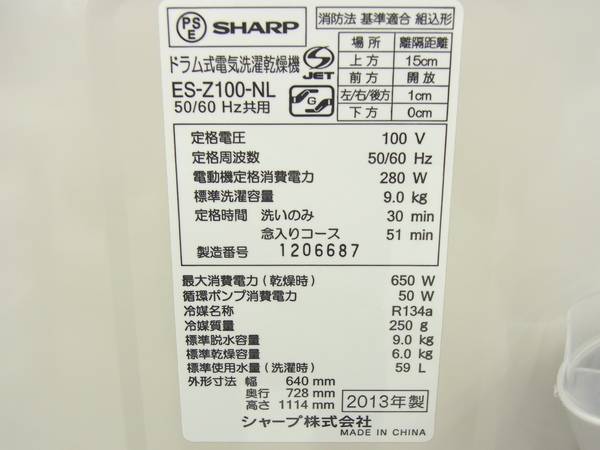 PS E SHARP
ドラム式電気洗濯乾燥機 S JET
ES-Z100-NL
50/60 Hz共用 G
消防法 基準適合 組込形
場所 離隔距離
上方 15cm
前方 開放
左/右/後方 1cm
下方 0cm
定格電圧 100 V
定格周波数 50/60 Hz
電動機定格消費電力 280 W
標準洗濯容量 9.0 kg
定格時間 洗いのみ 30 min
念入りコース 51 min
製造番号 1206687
最大消費電力(乾燥時) 650 W
循環ポンプ消費電力 50 W
冷媒名称 R134a
冷媒質量 250 g
標準脱水容量 9.0 kg
標準乾燥容量 6.0 kg
標準使用水量(洗濯時) 59 L
外形寸法 幅 640 mm
奥行 728 mm
高さ 1114 mm 2013年製
シャープ株式会社
MADE IN CHINA